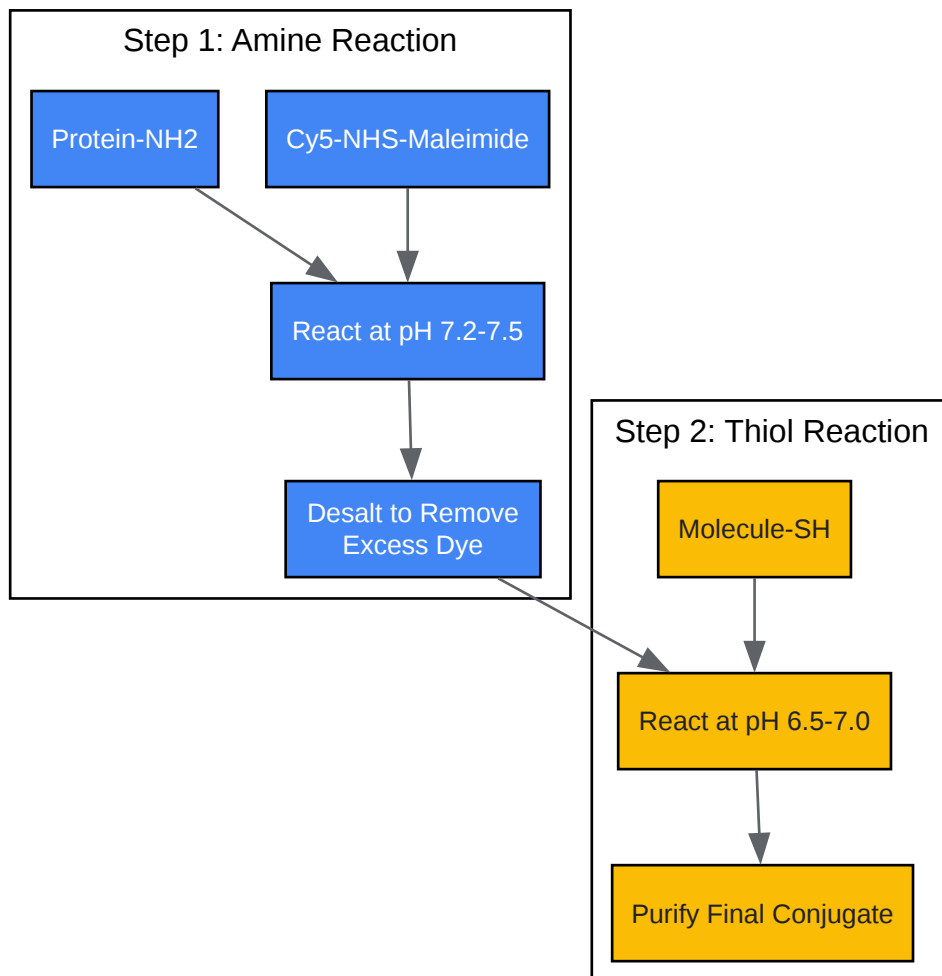 Step 1: Amine Reaction
Protein-NH2
Cy5-NHS-Maleimide
React at pH 7.2-7.5
Desalt to Remove
Excess Dye
Step 2: Thiol Reaction
Molecule-SH
React at pH 6.5-7.0
Purify Final Conjugate